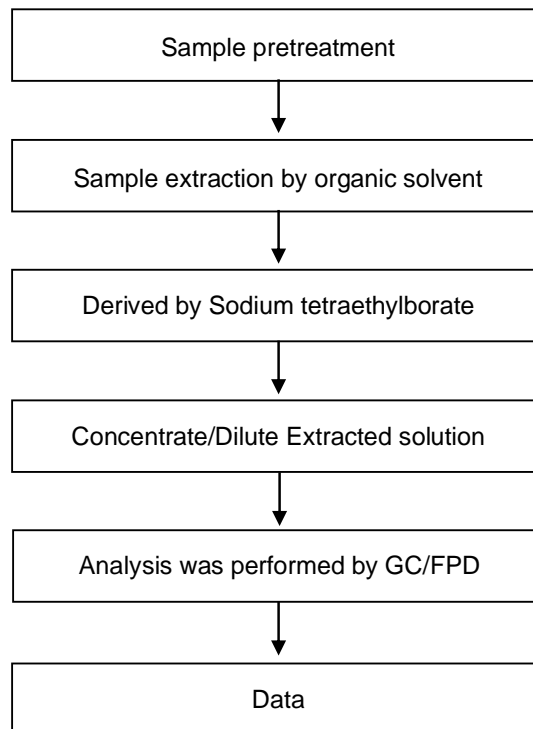 Sample pretreatment
Sample extraction by organic solvent
Derived by Sodium tetraethylborate
Concentrate/Dilute Extracted solution
Analysis was performed by GC/FPD
Data